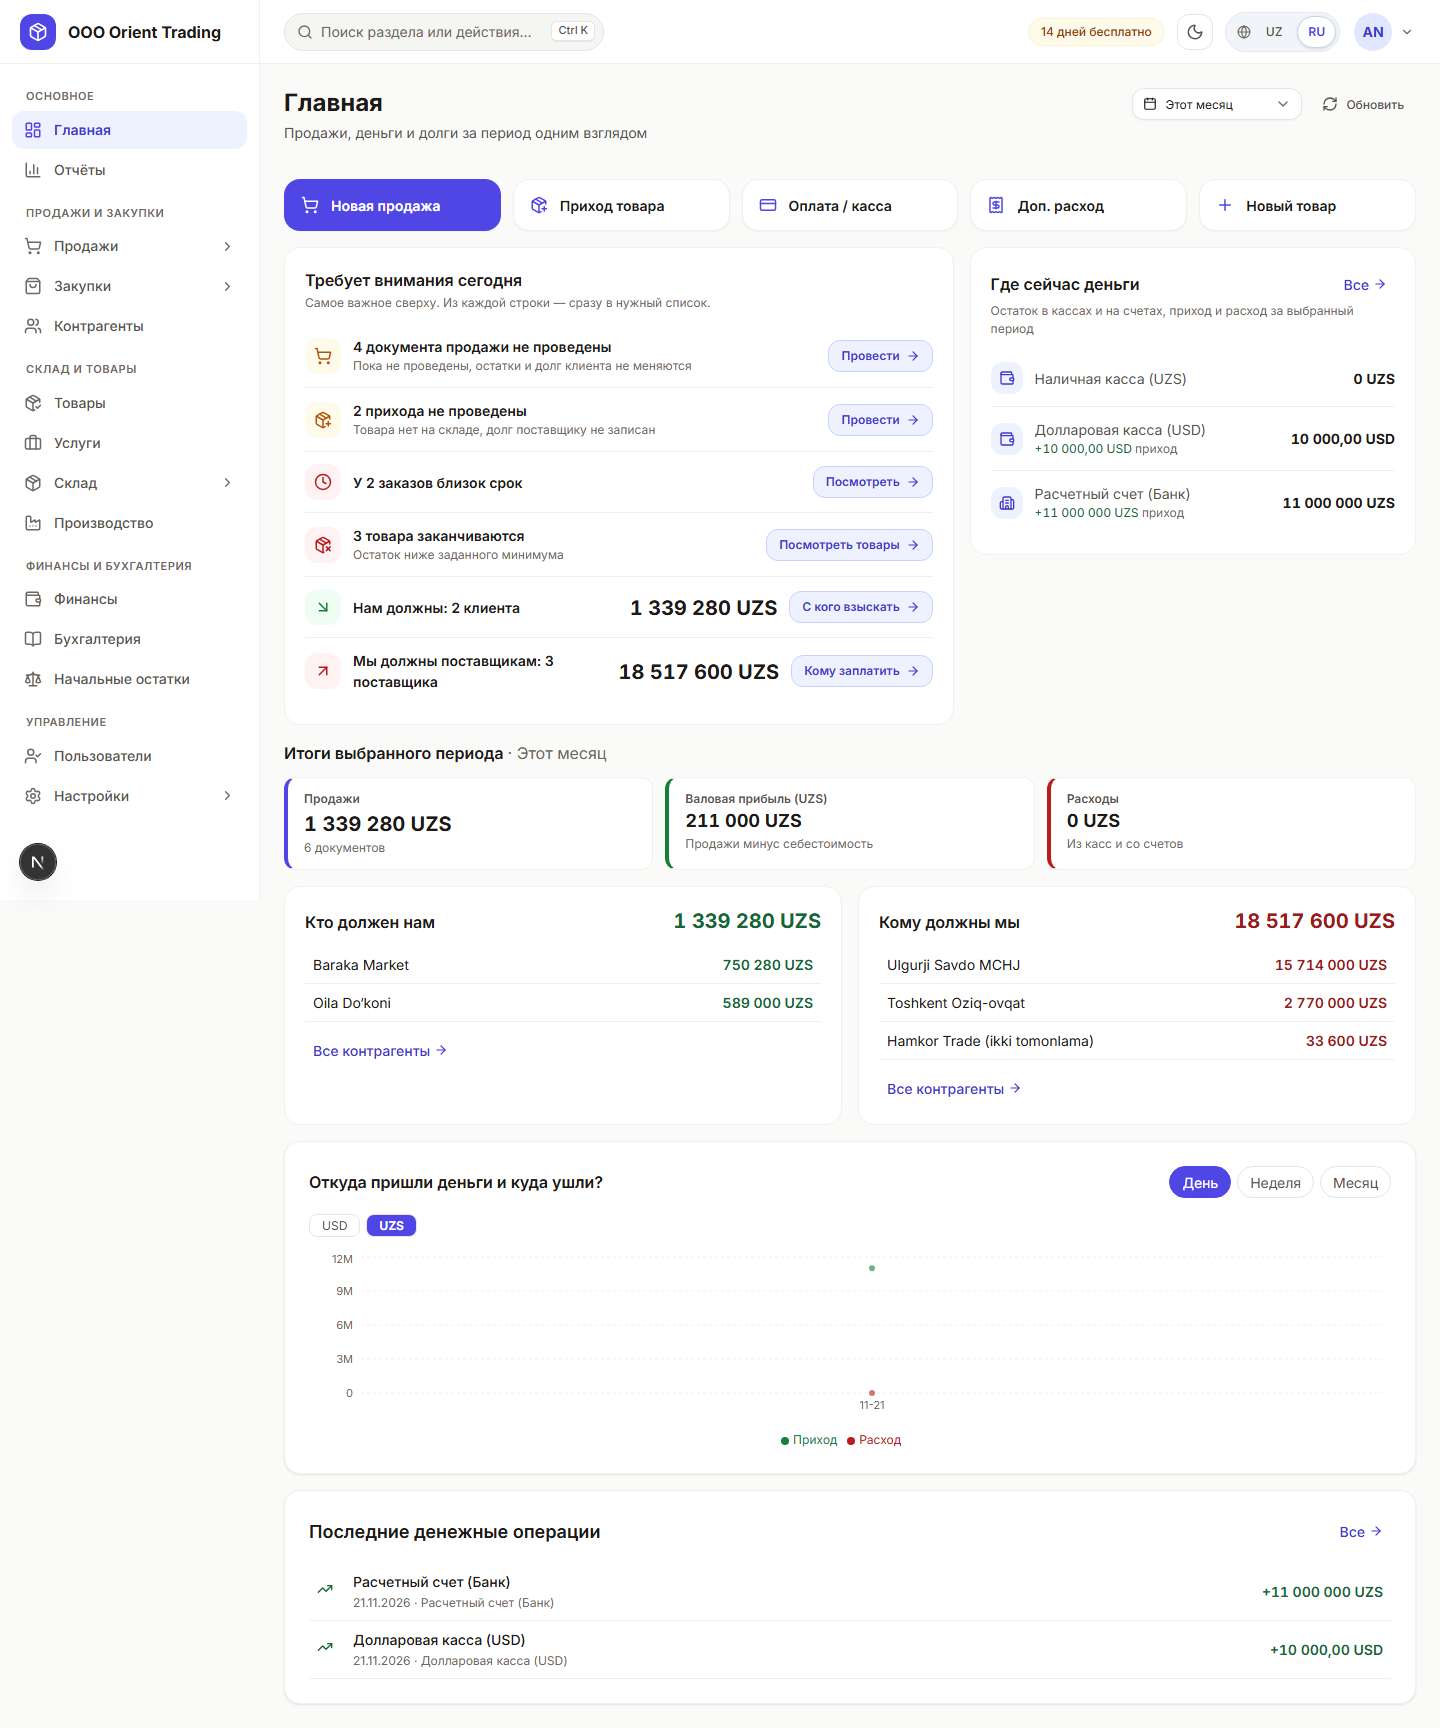 ООО Orient Trading
Поиск раздела или действия...
Ctrl K
14 дней бесплатно
UZ
RU
AN
ОСНОВНОЕ
Главная
Отчёты
ПРОДАЖИ И ЗАКУПКИ
Продажи
Закупки
Контрагенты
СКЛАД И ТОВАРЫ
Товары
Услуги
Склад
Производство
ФИНАНСЫ И БУХГАЛТЕРИЯ
Финансы
Бухгалтерия
Начальные остатки
УПРАВЛЕНИЕ
Пользователи
Настройки
N
Главная
Продажи, деньги и долги за период одним взглядом
Этот месяц
Обновить
Новая продажа
Приход товара
Оплата / касса
Доп. расход
Новый товар
Требует внимания сегодня
Самое важное сверху. Из каждой строки — сразу в нужный список.
4 документа продажи не проведены
Пока не проведены, остатки и долг клиента не меняются
Провести
2 прихода не проведены
Товара нет на складе, долг поставщику не записан
Провести
У 2 заказов близок срок
Посмотреть
3 товара заканчиваются
Остаток ниже заданного минимума
Посмотреть товары
Нам должны: 2 клиента
1 339 280 UZS
С кого взыскать
Мы должны поставщикам: 3
поставщика
18 517 600 UZS
Кому заплатить
Где сейчас деньги
Все
Остаток в кассах и на счетах, приход и расход за выбранный
период
Наличная касса (UZS)
0 UZS
Долларовая касса (USD)
+10 000,00 USD приход
10 000,00 USD
Расчетный счет (Банк)
+11 000 000 UZS приход
11 000 000 UZS
Итоги выбранного периода · Этот месяц
Продажи
1 339 280 UZS
6 документов
Валовая прибыль (UZS)
211 000 UZS
Продажи минус себестоимость
Расходы
0 UZS
Из касс и со счетов
Кто должен нам
1 339 280 UZS
Baraka Market
750 280 UZS
Oila Do'koni
589 000 UZS
Все контрагенты
Кому должны мы
18 517 600 UZS
Ulgurji Savdo MCHJ
15 714 000 UZS
Toshkent Oziq-ovqat
2 770 000 UZS
Hamkor Trade (ikki tomonlama)
33 600 UZS
Все контрагенты
Откуда пришли деньги и куда ушли?
День
Неделя
Месяц
USD
UZS
12M
9M
6M
3M
0
11-21
Приход
Расход
Последние денежные операции
Все
Расчетный счет (Банк)
21.11.2026 · Расчетный счет (Банк)
+11 000 000 UZS
Долларовая касса (USD)
21.11.2026 · Долларовая касса (USD)
+10 000,00 USD